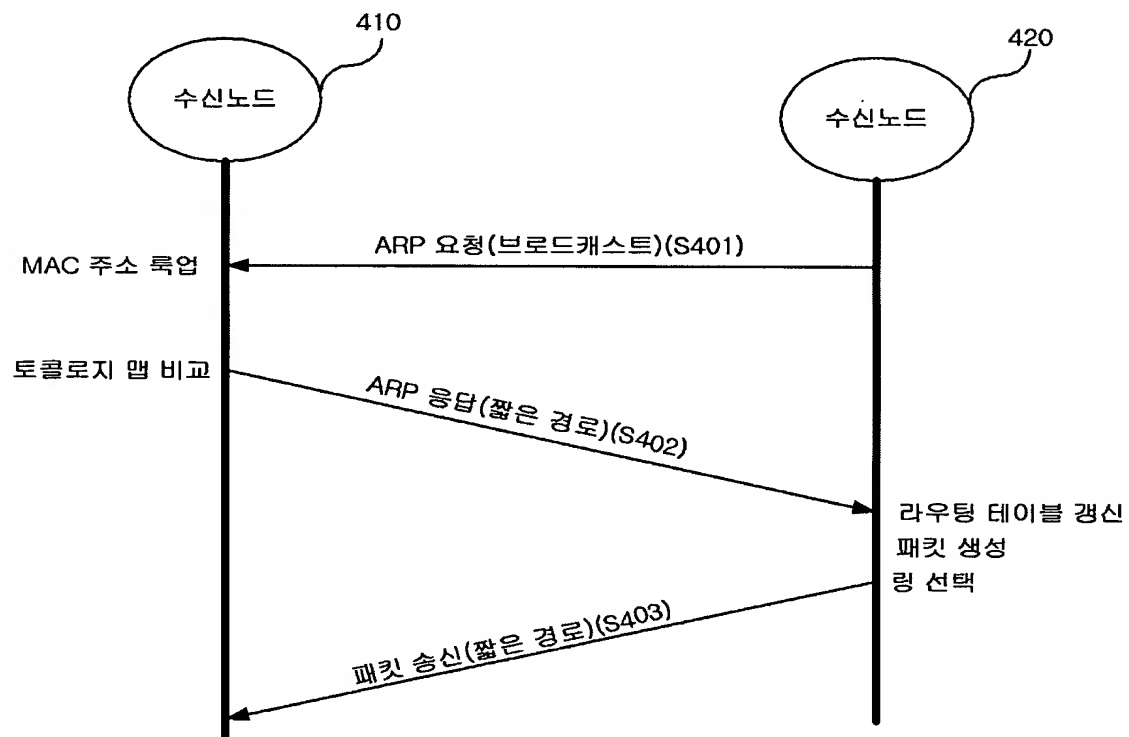 410
420
수신노드
수신노드
ARP 요청(브로드캐스트)(S401)
MAC 주소 룩업
토콜로지 맵 비교
ARP 응답(짧은 경로)(S402)
라우팅 테이블 갱신
패킷 생성
링 선택
패킷 송신(짧은 경로)(S403)